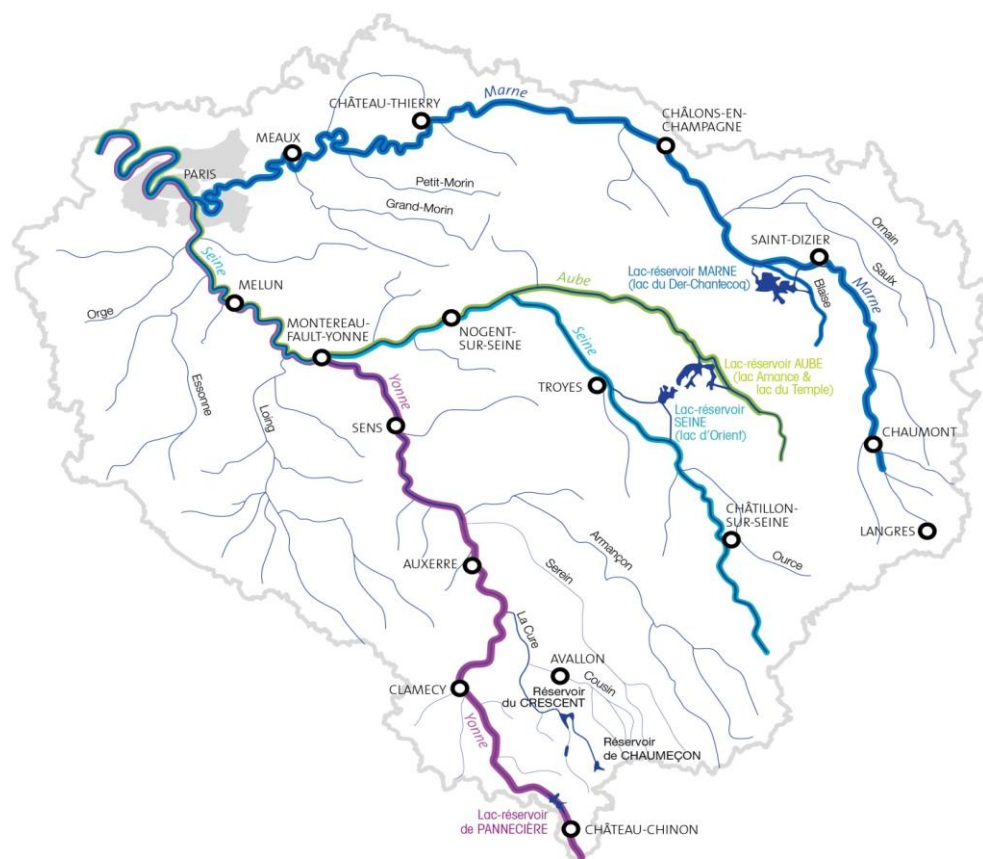 Marne
CHÂTEAU-THIERRY
CHÂLONS-EN-
CHAMPAGNE
MEAUX
PARIS
Petit-Morin
Grand-Morin
Ornain
SAINT-DIZIER
Saulx
Seine
Aube
Lac-réservoir MARNE
(lac du Der-Chantecoq)
Blaise
Marne
MELUN
Orge
MONTEREAU-
FAULT-YONNE
NOGENT-
SUR-SEINE
Seine
Lac-réservoir AUBE
(lac Amance &
lac du Temple)
TROYES
Essonne
Loing
Yonne
SENS
Lac-réservoir
SEINE
(lac d'Orient)
CHAUMONT
CHÂTILLON-
SUR-SEINE
LANGRES
Ource
Armançon
Serein
AUXERRE
La Cure
AVALLON
Cousin
CLAMECY
Réservoir
du CRESCENT
Yonne
Réservoir
de CHAUMEÇON
Lac-réservoir
de PANNECIÈRE
CHÂTEAU-CHINON